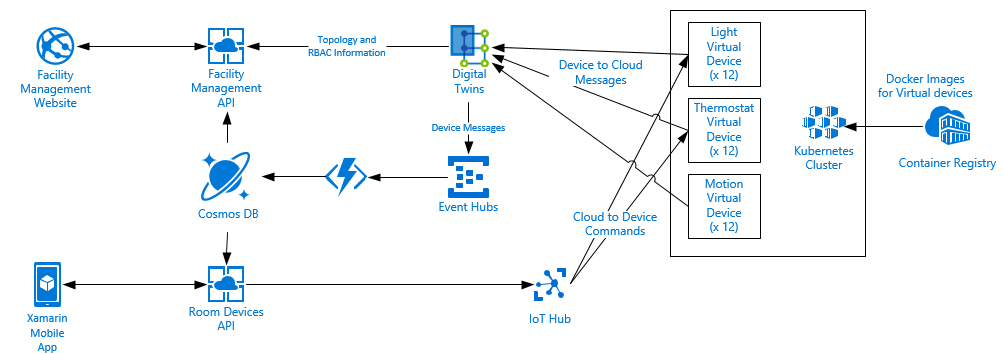 Facility
Management
Website
Facility
Management
API
Topology and
RBAC Information
Digital
Twins
Device to Cloud
Messages
Light
Virtual
Device
(x 12)
Thermostat
Virtual
Device
(x 12)
Motion
Virtual
Device
(x 12)
Kubernetes
Cluster
Docker Images
for Virtual devices
Container Registry
Device Messages
Event Hubs
Cosmos DB
Cloud to Device
Commands
Xamarin
Mobile
App
Room Devices
API
IoT Hub